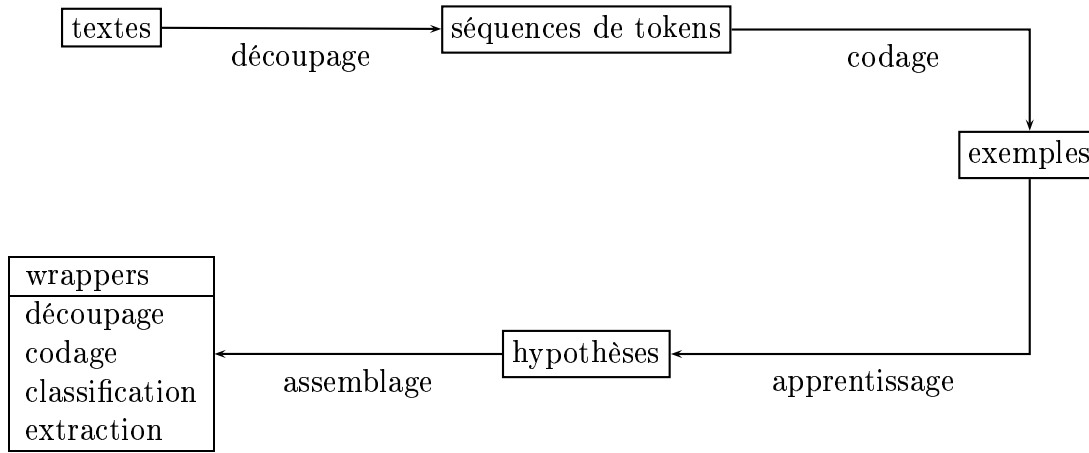 textes
découpage
séquences de tokens
codage
exemples
apprentissage
hypothèses
assemblage
wrappers
découpage
codage
classification
extraction